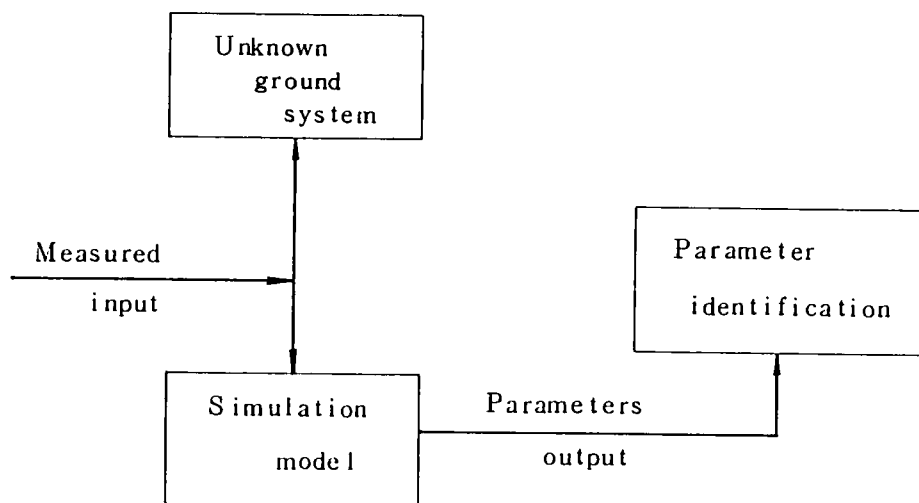 Unknown
ground
system
Measured
input
Parameter
identification
Simulation
model
Parameters
output